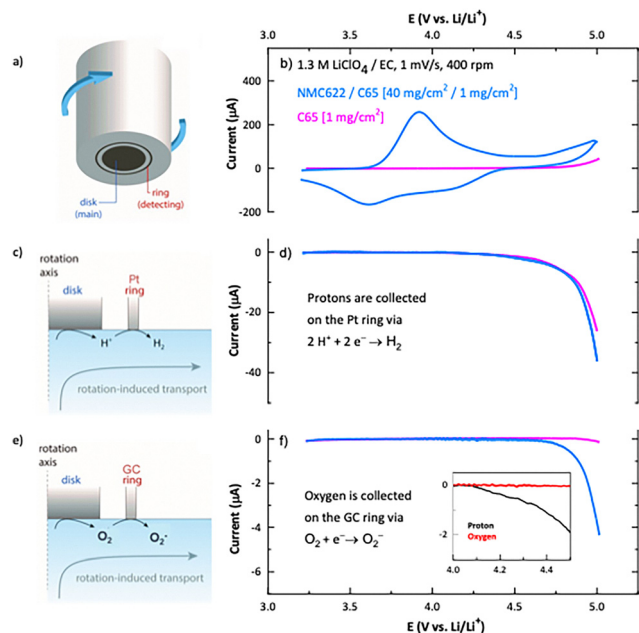 E (V vs. Li/Li⁺)
3.0 3.5 4.0 4.5 5.0
a)
disk
(main)
ring
(detecting)
b) 1.3 M LiClO₄ / EC, 1 mV/s, 400 rpm
NMC622 / C65 [40 mg/cm² / 1 mg/cm²]
C65 [1 mg/cm²]
Current (µA)
400
200
0
-200
c)
rotation
axis
disk
Pt
ring
H⁺
H₂
rotation-induced transport
d)
Protons are collected
on the Pt ring via
2 H⁺ + 2 e⁻ → H₂
Current (µA)
0
-20
-40
e)
rotation
axis
disk
GC
ring
O₂
O₂⁻
rotation-induced transport
f)
Oxygen is collected
on the GC ring via
O₂ + e⁻ → O₂⁻
Current (µA)
0
-2
-4
-6
0
-2
Proton
Oxygen
4.0 4.2 4.4
3.0 3.5 4.0 4.5 5.0
E (V vs. Li/Li⁺)